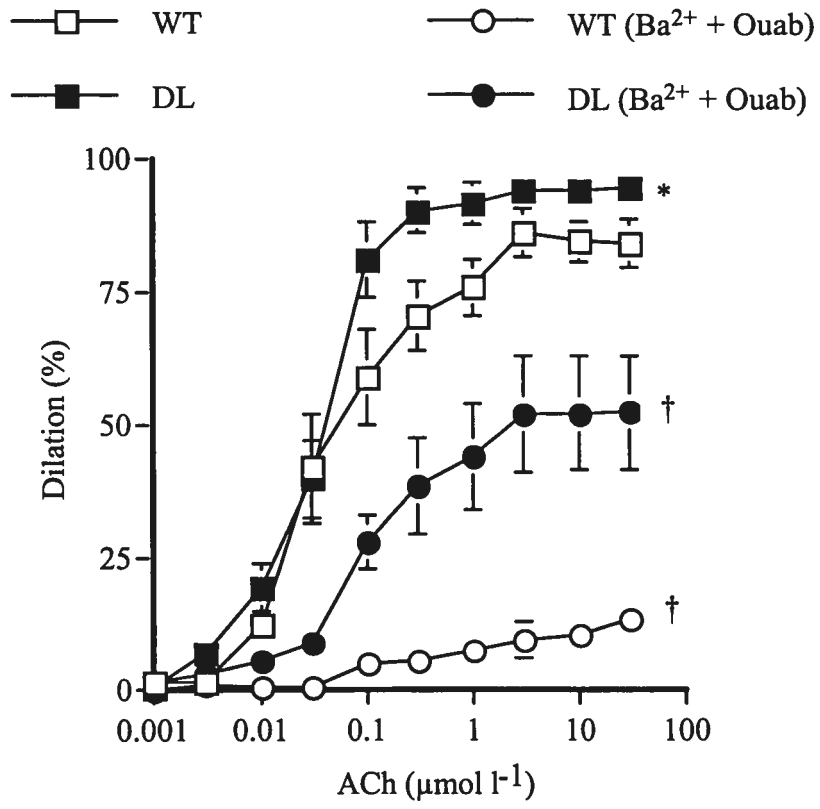 WT
WT (Ba²⁺ + Ouab)
DL
DL (Ba²⁺ + Ouab)
100
75
50
25
0
Dilation (%)
*
†
†
0.001
0.01
0.1
1
10
100
ACh (μmol l⁻¹)